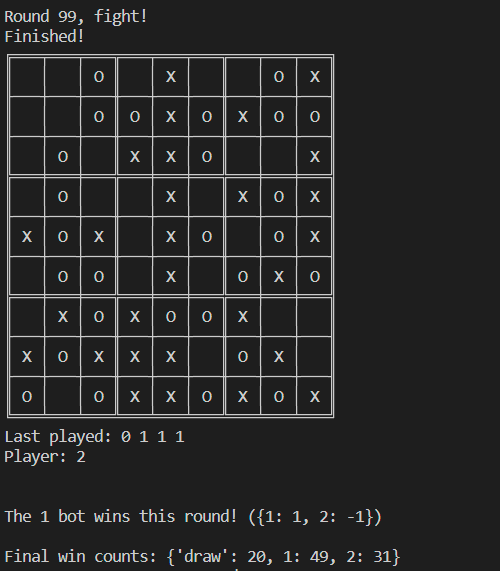 Round 99, fight!
Finished!
O X O X
O O X O X O O
O X X O X
O X X O X
X O X X O O X
O O X O X O
X O X O O X
X O X X X O X
O O X X O X O X
Last played: 0 1 1 1
Player: 2
The 1 bot wins this round! ({1: 1, 2: -1})
Final win counts: {'draw': 20, 1: 49, 2: 31}